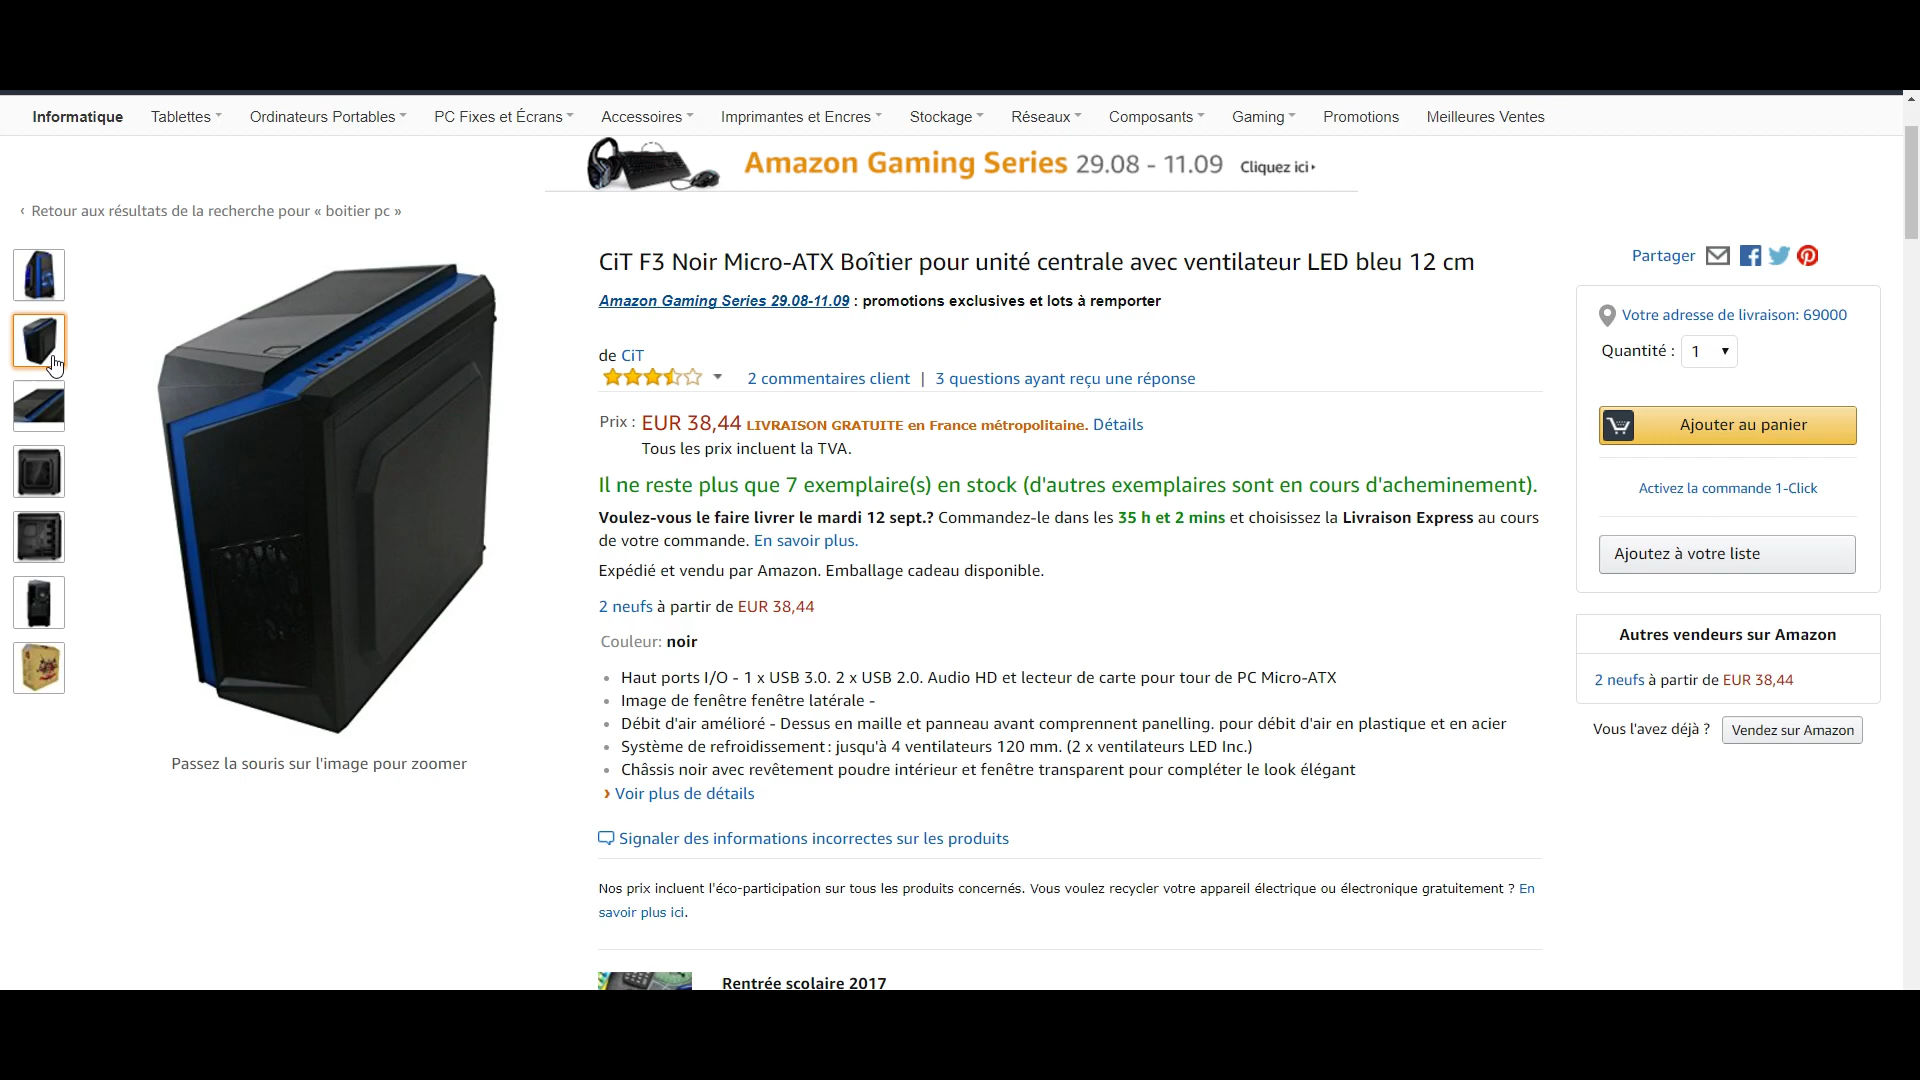 Informatique Tablettes Ordinateurs Portables PC Fixes et Écrans Accessoires Imprimantes et Encres Stockage Réseaux Composants Gaming Promotions Meilleures Ventes
Amazon Gaming Series 29.08 - 11.09 Cliquez ici
‹ Retour aux résultats de la recherche pour « boitier pc »
CiT F3 Noir Micro-ATX Boîtier pour unité centrale avec ventilateur LED bleu 12 cm
Amazon Gaming Series 29.08-11.09 : promotions exclusives et lots à remporter
de CiT
2 commentaires client | 3 questions ayant reçu une réponse
Prix : EUR 38,44 LIVRAISON GRATUITE en France métropolitaine. Détails
Tous les prix incluent la TVA.
Il ne reste plus que 7 exemplaire(s) en stock (d'autres exemplaires sont en cours d'acheminement).
Voulez-vous le faire livrer le mardi 12 sept.? Commandez-le dans les 35 h et 2 mins et choisissez la Livraison Express au cours
de votre commande. En savoir plus.
Expédié et vendu par Amazon. Emballage cadeau disponible.
2 neufs à partir de EUR 38,44
Couleur: noir
• Haut ports I/O - 1 x USB 3.0. 2 x USB 2.0. Audio HD et lecteur de carte pour tour de PC Micro-ATX
• Image de fenêtre fenêtre latérale -
• Débit d'air amélioré - Dessus en maille et panneau avant comprennent panelling. pour débit d'air en plastique et en acier
• Système de refroidissement: jusqu'à 4 ventilateurs 120 mm. (2 x ventilateurs LED Inc.)
• Châssis noir avec revêtement poudre intérieur et fenêtre transparent pour compléter le look élégant
› Voir plus de détails
Signaler des informations incorrectes sur les produits
Nos prix incluent l'éco-participation sur tous les produits concernés. Vous voulez recycler votre appareil électrique ou électronique gratuitement ? En
savoir plus ici.
Rentrée scolaire 2017
Passez la souris sur l'image pour zoomer
Partager
Votre adresse de livraison: 69000
Quantité : 1
Ajouter au panier
Activez la commande 1-Click
Ajoutez à votre liste
Autres vendeurs sur Amazon
2 neufs à partir de EUR 38,44
Vous l'avez déjà ? Vendez sur Amazon